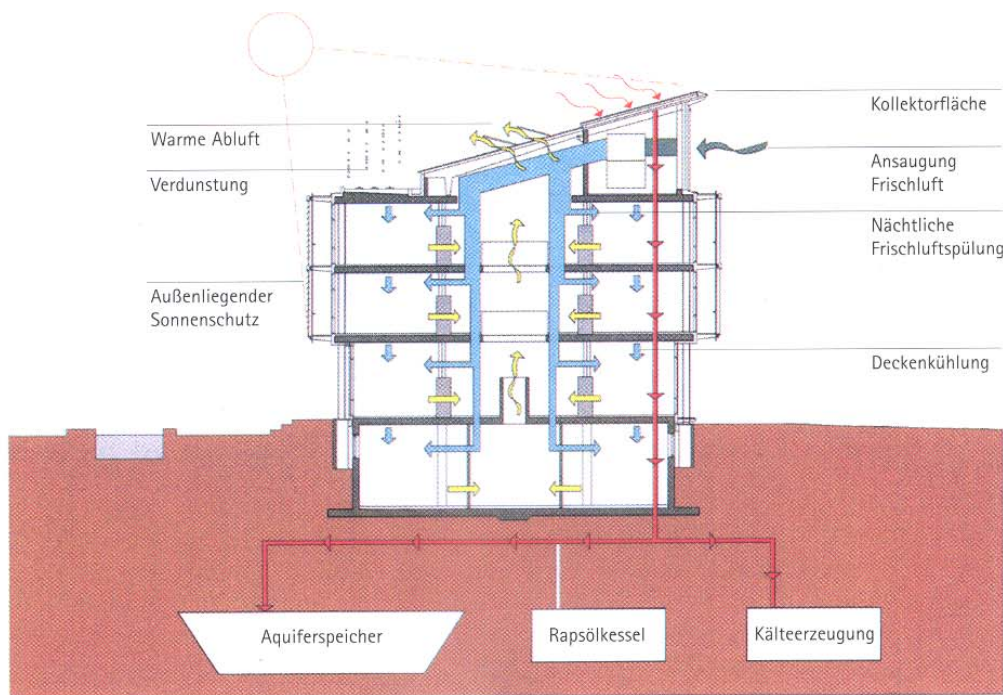 Warme Abluft
Verdunstung
Außenliegender
Sonnenschutz
Kollektorfläche
Ansaugung
Frischluft
Nächtliche
Frischluftspülung
Deckenkühlung
Aquiferspeicher
Rapsölkessel
Kälteerzeugung